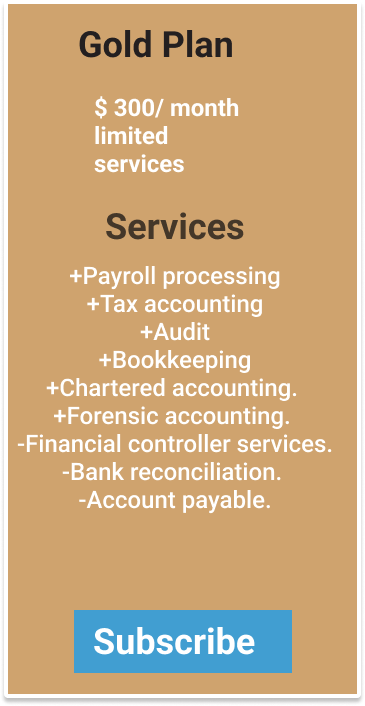 Gold Plan
$ 300/ month
limited
services
Services
+Payroll processing
+Tax accounting
+Audit
+Bookkeeping
+Chartered accounting.
+Forensic accounting.
-Financial controller services.
-Bank reconciliation.
-Account payable.
Subscribe